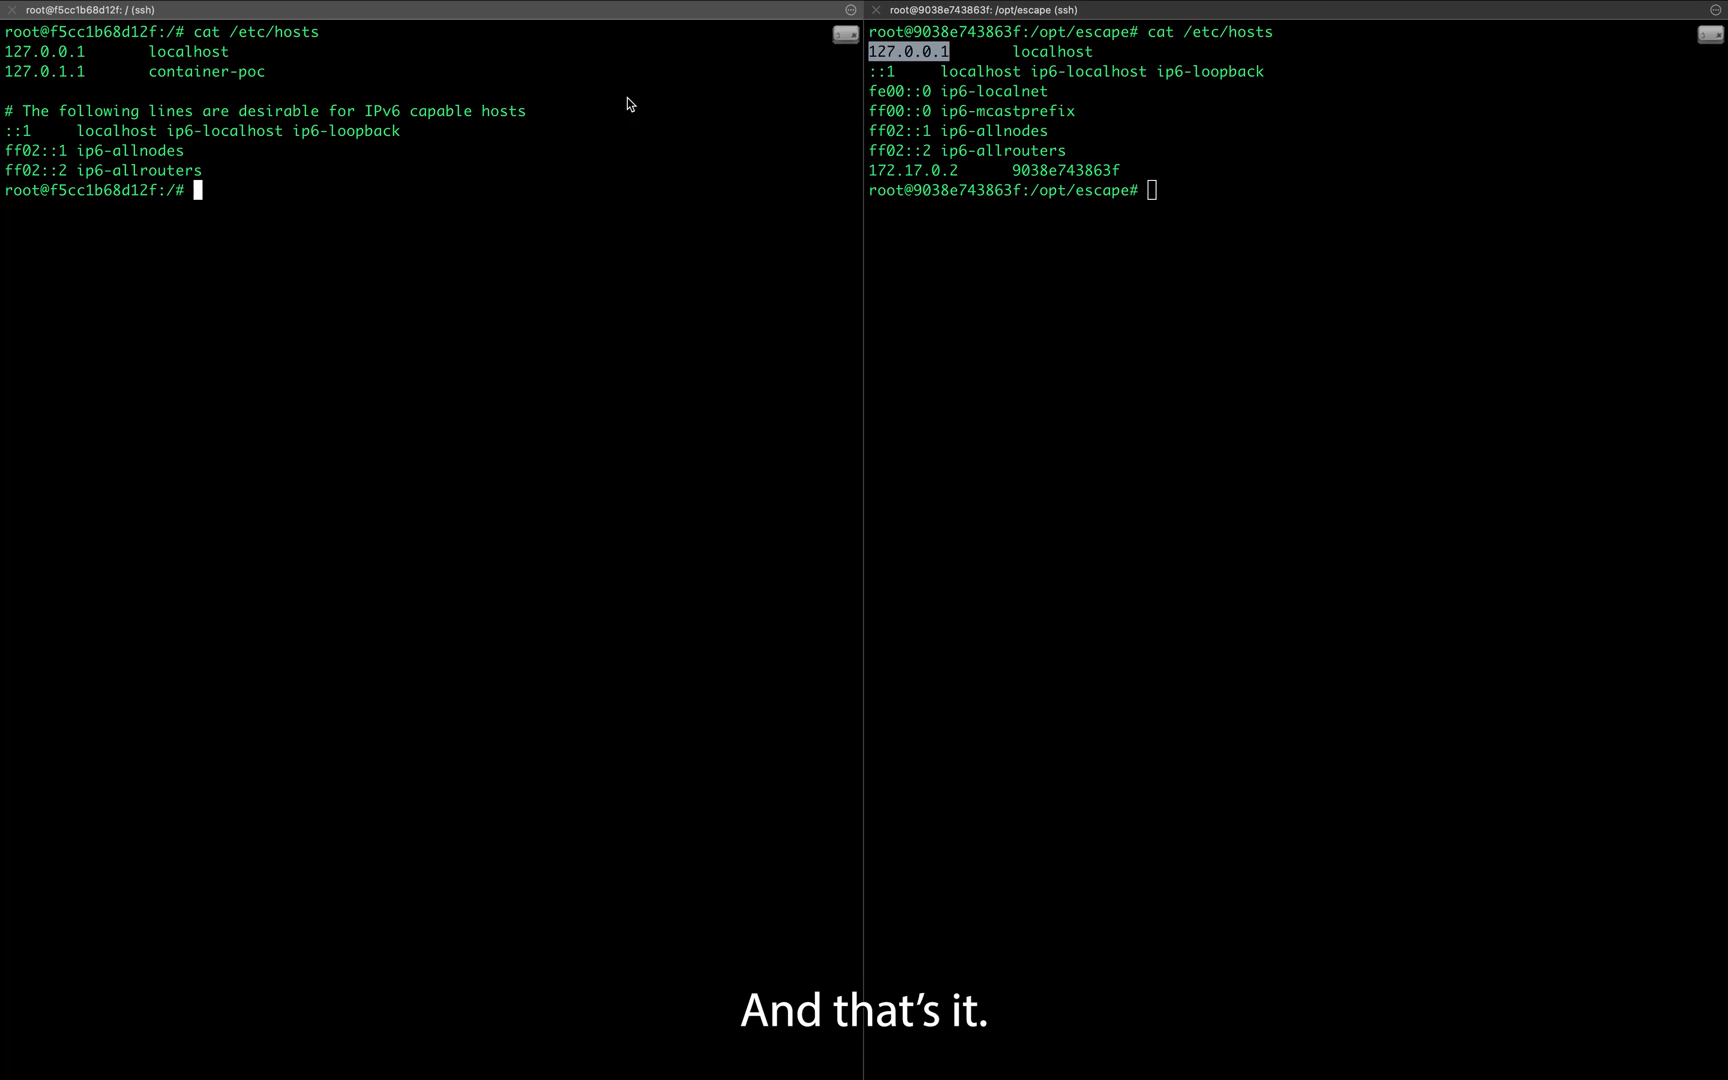 root@f5cc1b68d12f: / (ssh)
root@f5cc1b68d12f:/# cat /etc/hosts
127.0.0.1       localhost
127.0.1.1       container-poc
# The following lines are desirable for IPv6 capable hosts
::1     localhost ip6-localhost ip6-loopback
ff02::1 ip6-allnodes
ff02::2 ip6-allrouters
root@f5cc1b68d12f:/#
root@9038e743863f: /opt/escape (ssh)
root@9038e743863f:/opt/escape# cat /etc/hosts
127.0.0.1       localhost
::1     localhost ip6-localhost ip6-loopback
fe00::0 ip6-localnet
ff00::0 ip6-mcastprefix
ff02::1 ip6-allnodes
ff02::2 ip6-allrouters
172.17.0.2      9038e743863f
root@9038e743863f:/opt/escape#
And that’s it.